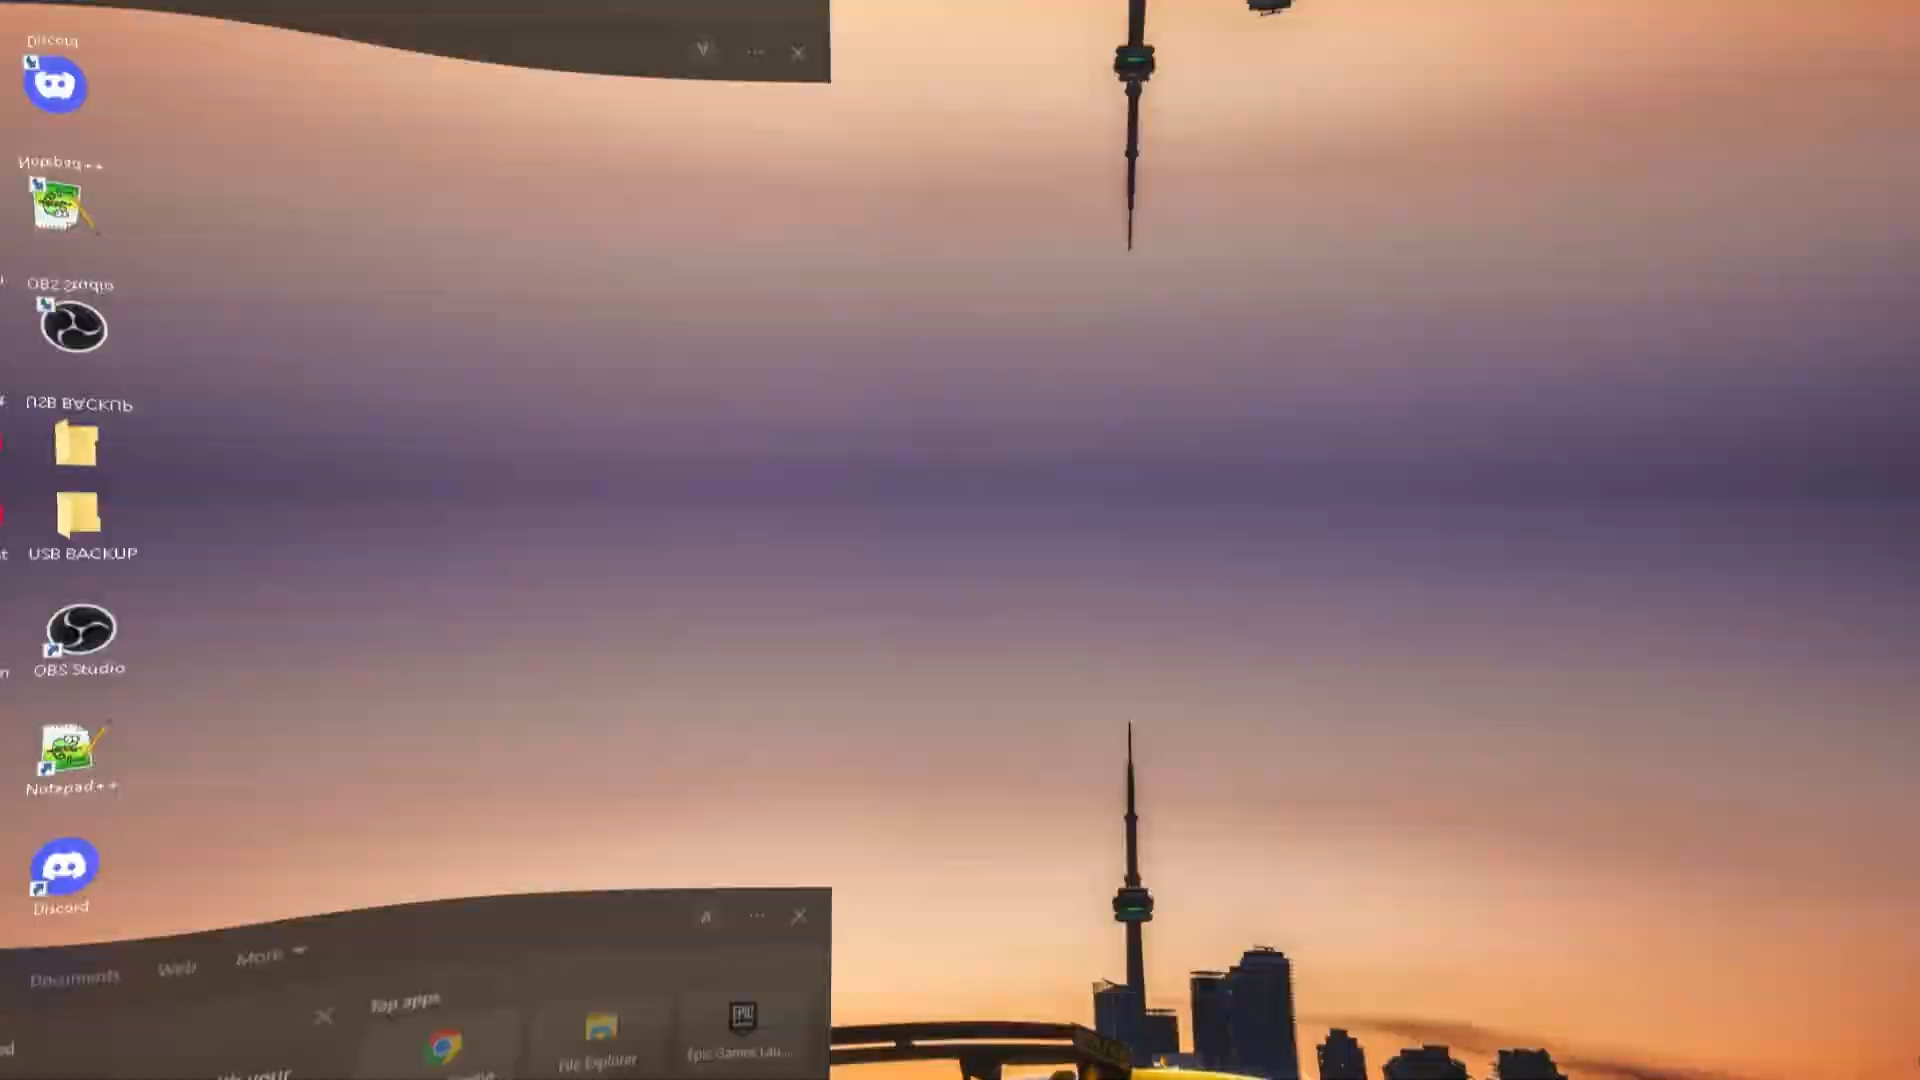 Discord
Notepad++
OBS Studio
USB BACKUP
USB BACKUP
OBS Studio
Notepad++
Discord
Documents Web More
Top apps
EPIC
File Explorer
Epic Games Lau...